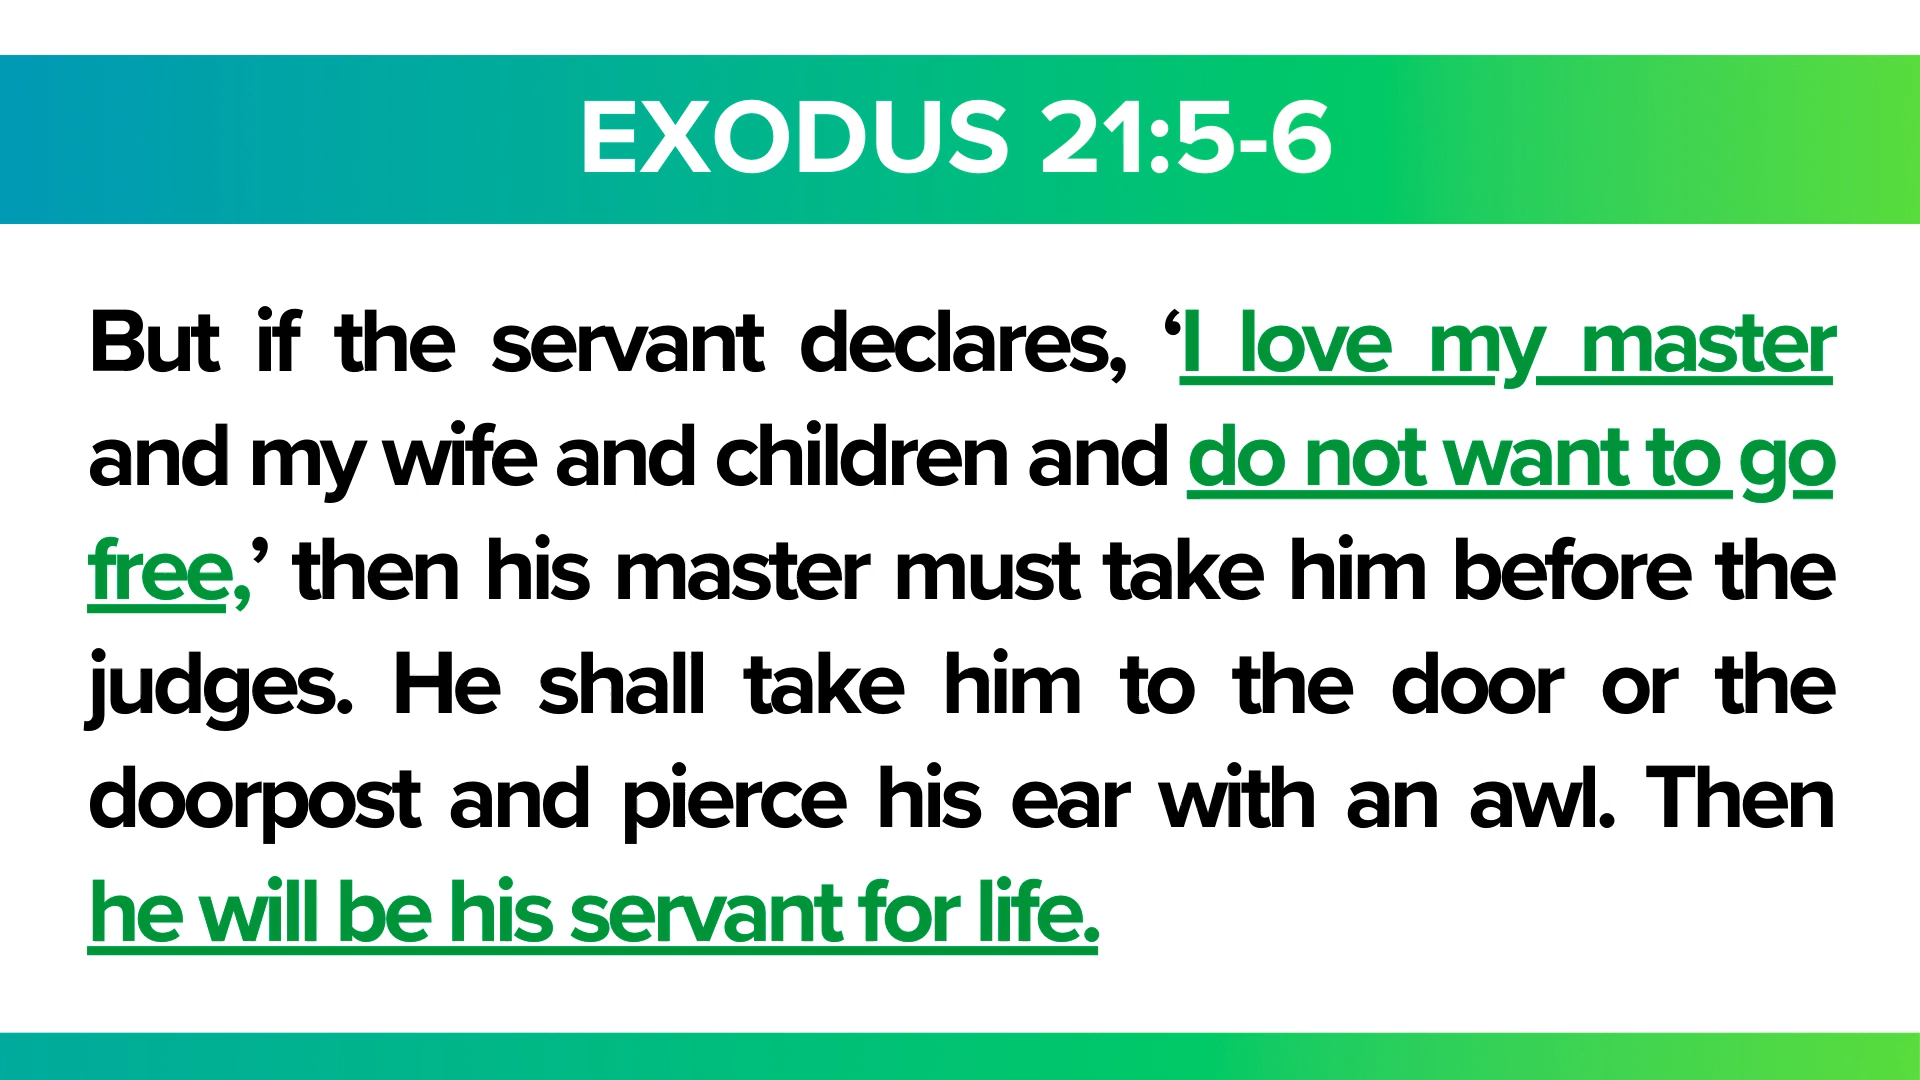 EXODUS 21:5-6
But if the servant declares, ‘I love my master
and my wife and children and do not want to go
free,’ then his master must take him before the
judges. He shall take him to the door or the
doorpost and pierce his ear with an awl. Then
he will be his servant for life.